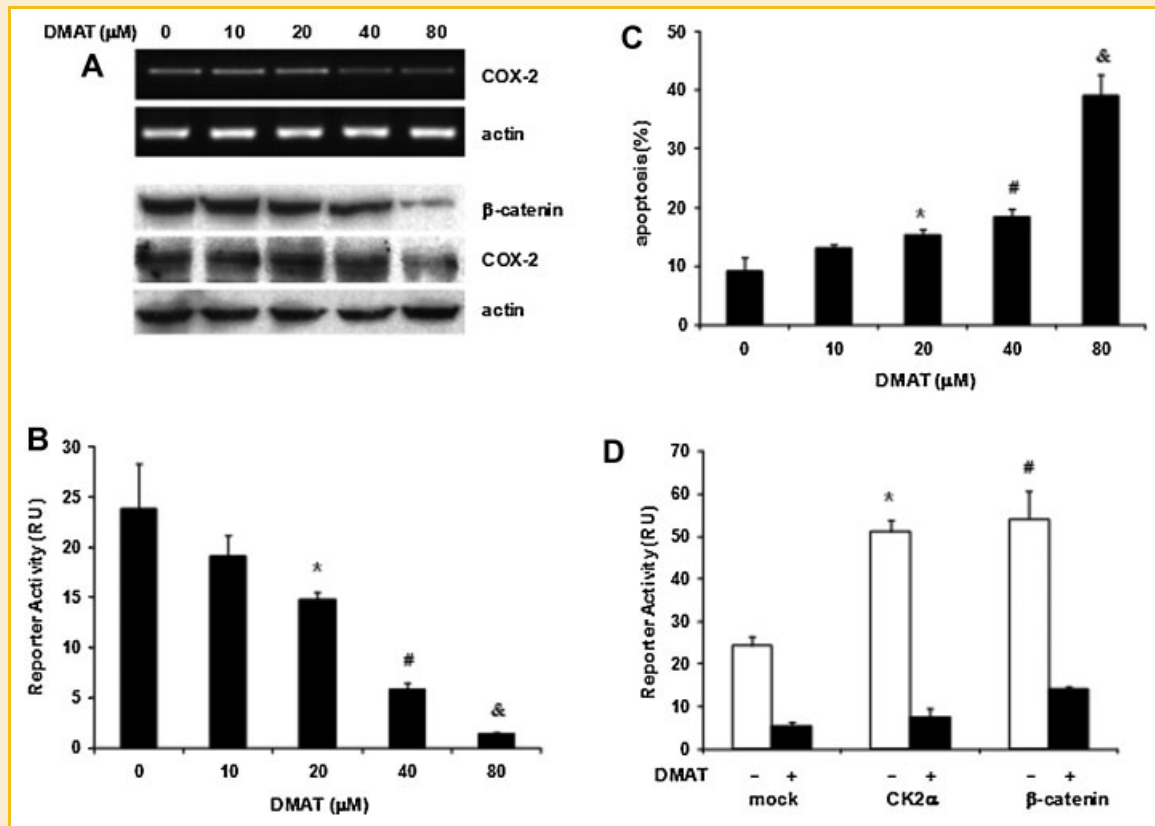 DMAT (μM) 0 10 20 40 80
A
COX-2
actin
β-catenin
COX-2
actin
B
30
25
20
15
10
5
0
Reporter Activity (RU)
*
#
&
0 10 20 40 80
DMAT (μM)
C
50
40
30
20
10
0
apoptosis (%)
*
#
&
0 10 20 40 80
DMAT (μM)
D
70
60
50
40
30
20
10
0
Reporter Activity (RU)
*
#
DMAT – + – + – +
mock CK2α β-catenin